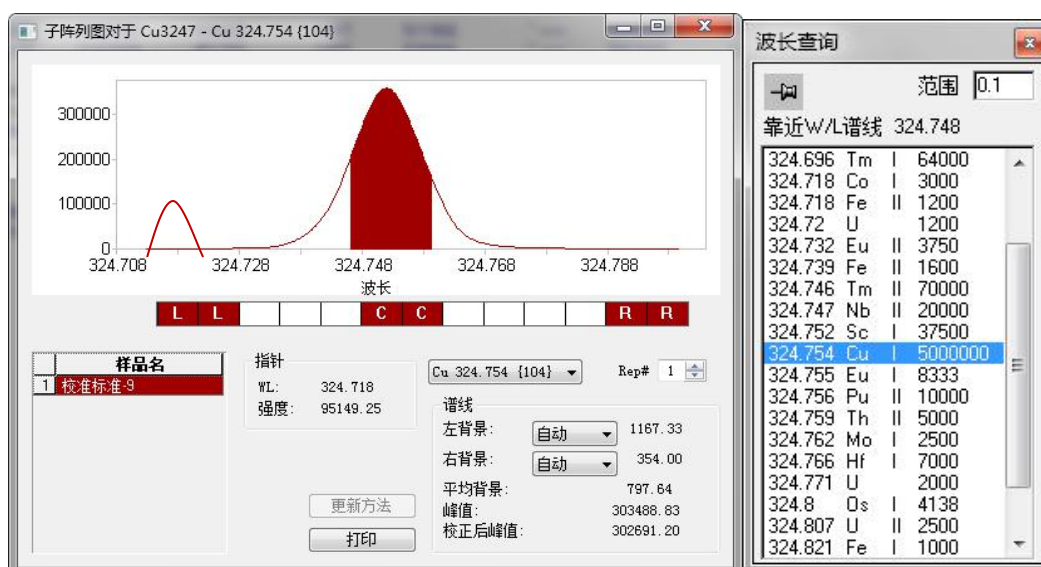 子阵列图对于 Cu3247 - Cu 324.754 {104}
300000
200000
100000
0
324.708 324.728 324.748 324.768 324.788
波长
L L C C R R
样品名
1 校准标准-9
指针
WL: 324.718
强度: 95149.25
Cu 324.754 {104} Rep# 1
谱线
左背景: 自动 1167.33
右背景: 自动 354.00
平均背景: 797.64
峰值: 303488.83
校正后峰值: 302691.20
更新方法
打印
波长查询
范围 0.1
靠近W/L谱线 324.748
324.696 Tm I 64000
324.718 Co I 3000
324.718 Fe II 1200
324.72 U 1200
324.732 Eu II 3750
324.739 Fe II 1600
324.746 Tm II 70000
324.747 Nb II 20000
324.752 Sc I 37500
324.754 Cu I 5000000
324.755 Eu I 8333
324.756 Pu II 10000
324.759 Th II 5000
324.762 Mo I 2500
324.766 Hf I 7000
324.771 U 2000
324.8 Os I 4138
324.807 U II 2500
324.821 Fe I 1000